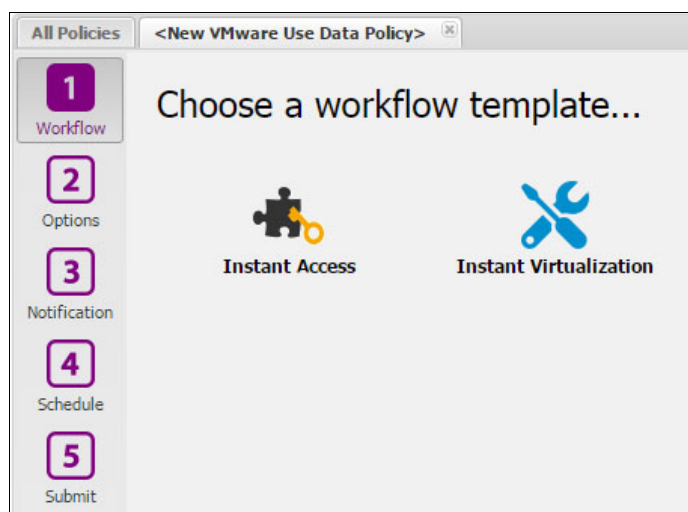 All Policies
<New VMware Use Data Policy>
1
Workflow
2
Options
3
Notification
4
Schedule
5
Submit
Choose a workflow template...
Instant Access
Instant Virtualization